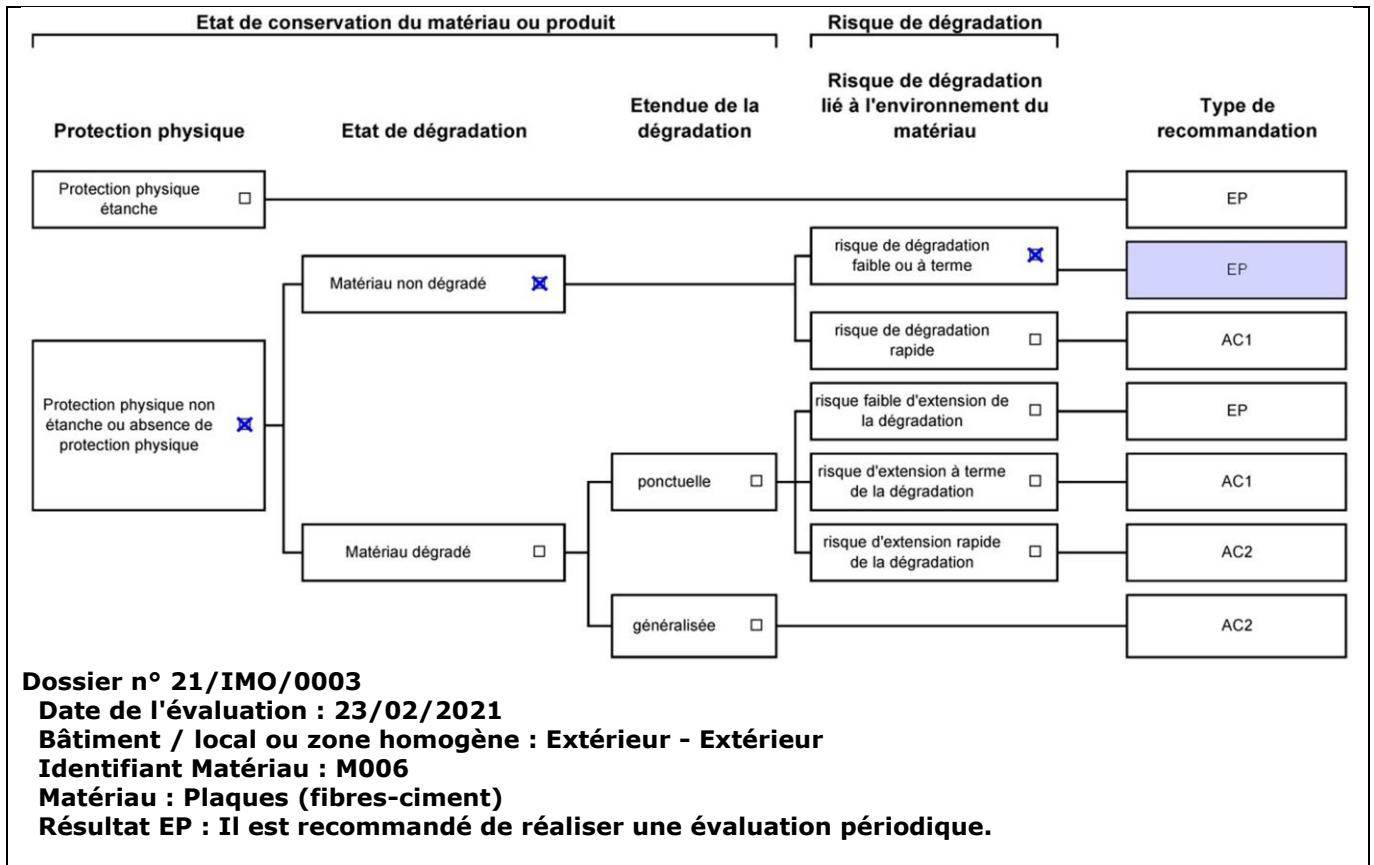 Etat de conservation du matériau ou produit
Risque de dégradation
Protection physique
Etat de dégradation
Etendue de la
dégradation
Risque de dégradation
lié à l'environnement du
matériau
Type de
recommandation
Protection physique
étanche
EP
risque de dégradation
faible ou à terme
EP
Matériau non dégradé
risque de dégradation
rapide
AC1
Protection physique non
étanche ou absence de
protection physique
risque faible d'extension de
la dégradation
EP
ponctuelle
risque d'extension à terme
de la dégradation
AC1
Matériau dégradé
risque d'extension rapide
de la dégradation
AC2
généralisée
AC2
Dossier n° 21/IMO/0003
Date de l'évaluation : 23/02/2021
Bâtiment / local ou zone homogène : Extérieur - Extérieur
Identifiant Matériau : M006
Matériau : Plaques (fibres-ciment)
Résultat EP : Il est recommandé de réaliser une évaluation périodique.